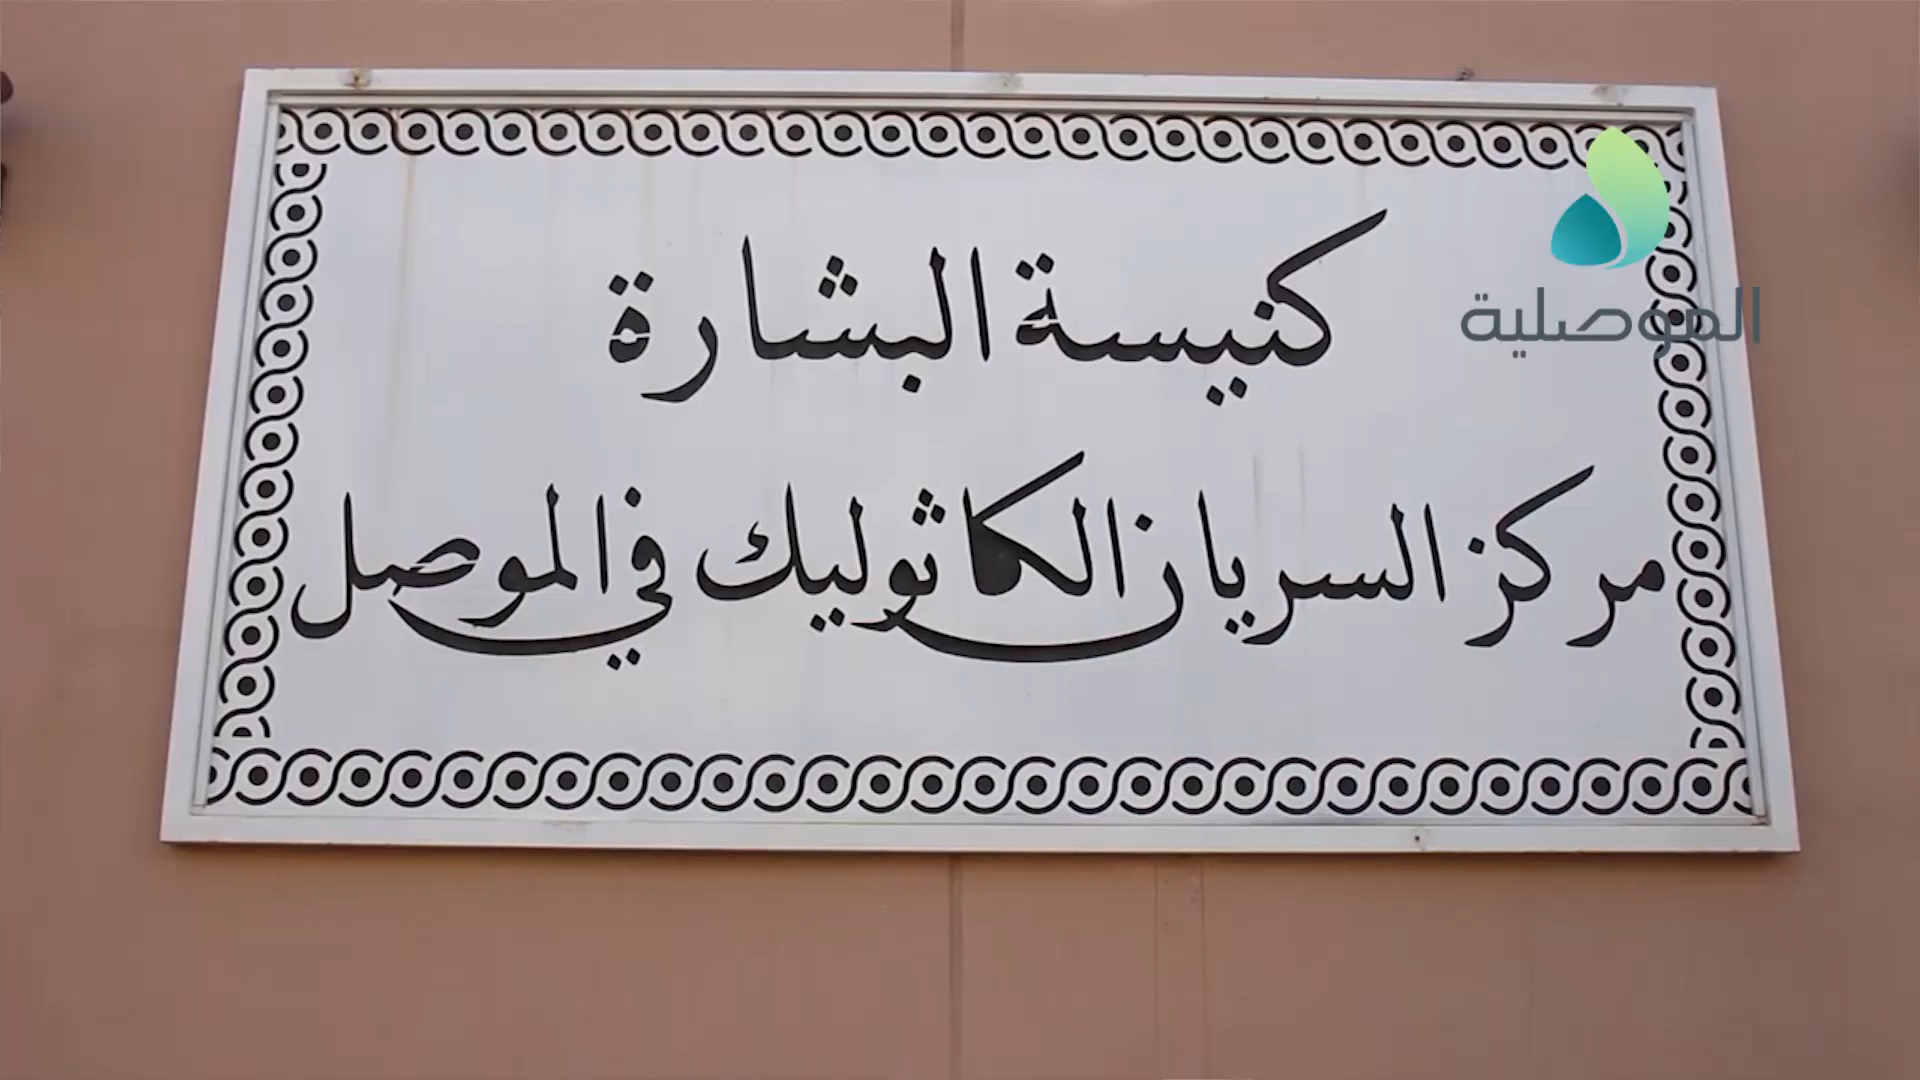 كنيسة البشارة
الموصلية
مركز السريان الكاثوليك في الموصل